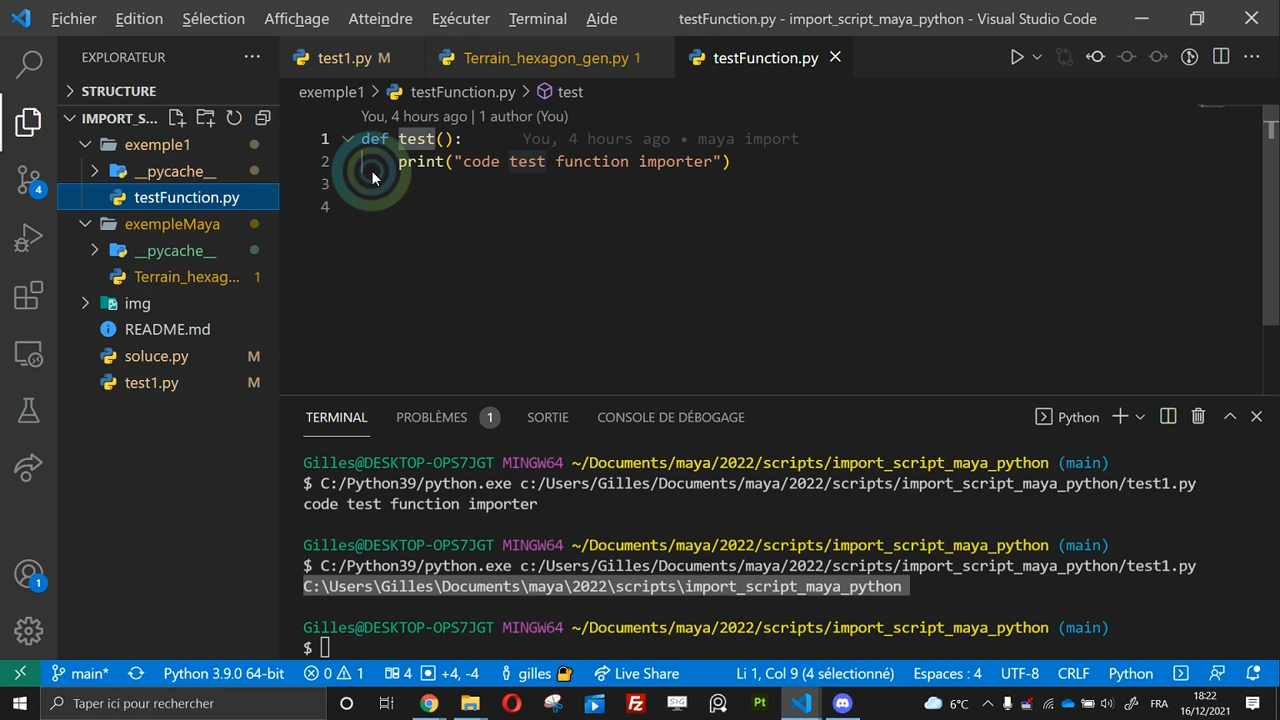 Fichier Edition Sélection Affichage Atteindre Exécuter Terminal Aide testFunction.py - import_script_maya_python - Visual Studio Code
EXPLORATEUR
test1.py M
Terrain_hexagon_gen.py 1
testFunction.py
STRUCTURE
IMPORT_S...
exemple1
__pycache__
testFunction.py
exempleMaya
__pycache__
Terrain_hexag... 1
img
README.md
soluce.py M
test1.py M
4
1
exemple1 > testFunction.py > test
You, 4 hours ago | 1 author (You)
1 def test(): You, 4 hours ago • maya import
2 print("code test function importer")
3
4
TERMINAL PROBLÈMES 1 SORTIE CONSOLE DE DÉBOGAGE Python
Gilles@DESKTOP-OPS7JGT MINGW64 ~/Documents/maya/2022/scripts/import_script_maya_python (main)
$ C:/Python39/python.exe c:/Users/Gilles/Documents/maya/2022/scripts/import_script_maya_python/test1.py
code test function importer
Gilles@DESKTOP-OPS7JGT MINGW64 ~/Documents/maya/2022/scripts/import_script_maya_python (main)
$ C:/Python39/python.exe c:/Users/Gilles/Documents/maya/2022/scripts/import_script_maya_python/test1.py
C:\Users\Gilles\Documents\maya\2022\scripts\import_script_maya_python
Gilles@DESKTOP-OPS7JGT MINGW64 ~/Documents/maya/2022/scripts/import_script_maya_python (main)
$
main* Python 3.9.0 64-bit 0 1 4 +4, -4 gilles Live Share Li 1, Col 9 (4 sélectionné) Espaces : 4 UTF-8 CRLF Python
Taper ici pour rechercher
Pt
6°C
FRA
18:22
16/12/2021